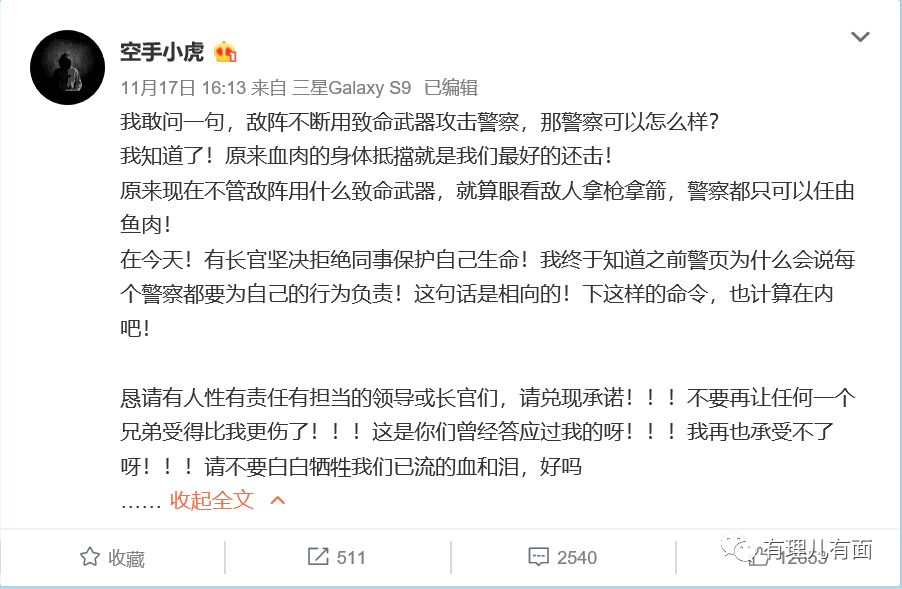 空手小虎
11月17日 16:13 来自 三星Galaxy S9 已编辑
我敢问一句，敌阵不断用致命武器攻击警察，那警察可以怎么样？
我知道了！原来血肉的身体抵擋就是我们最好的还击！
原来现在不管敌阵用什么致命武器，就算眼看敌人拿枪拿箭，警察都只可以任由
鱼肉！
在今天！有长官坚决拒绝同事保护自己生命！我终于知道之前警页为什么会说每
个警察都要为自己的行为负责！这句话是相向的！下这样的命令，也计算在内
吧！
恳请有人性有责任有担当的领导或长官们，请兑现承诺！！！不要再让任何一个
兄弟受得比我更伤了！！！这是你们曾经答应过我的呀！！！我再也承受不了
呀！！！请不要白白牺牲我们已流的血和泪，好吗
…… 收起全文
收藏 511 2540
有理儿有面